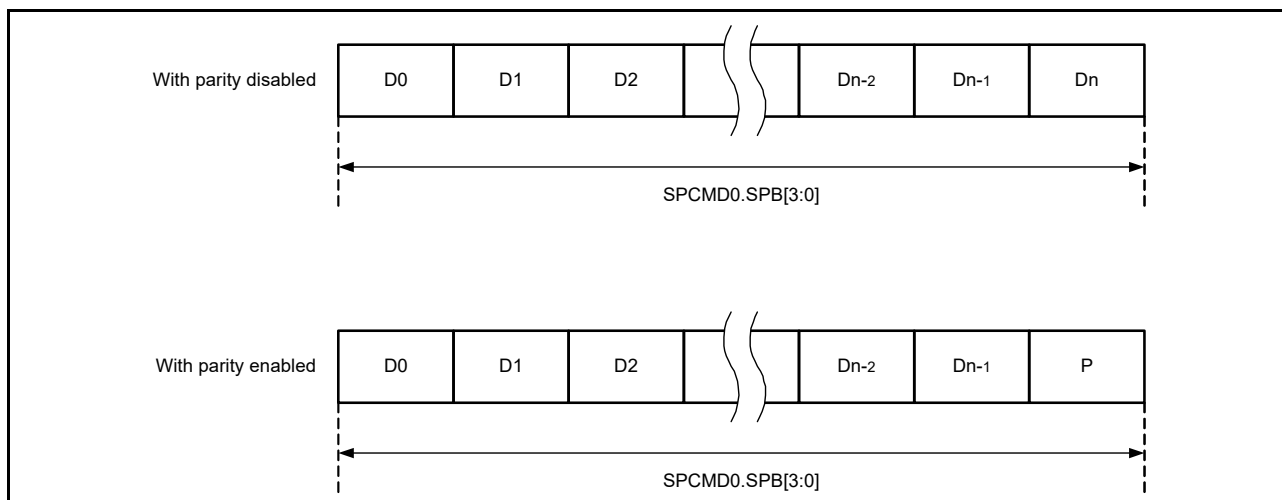 With parity disabled D0 D1 D2 Dn-2 Dn-1 Dn
SPCMD0.SPB[3:0]
With parity enabled D0 D1 D2 Dn-2 Dn-1 P
SPCMD0.SPB[3:0]